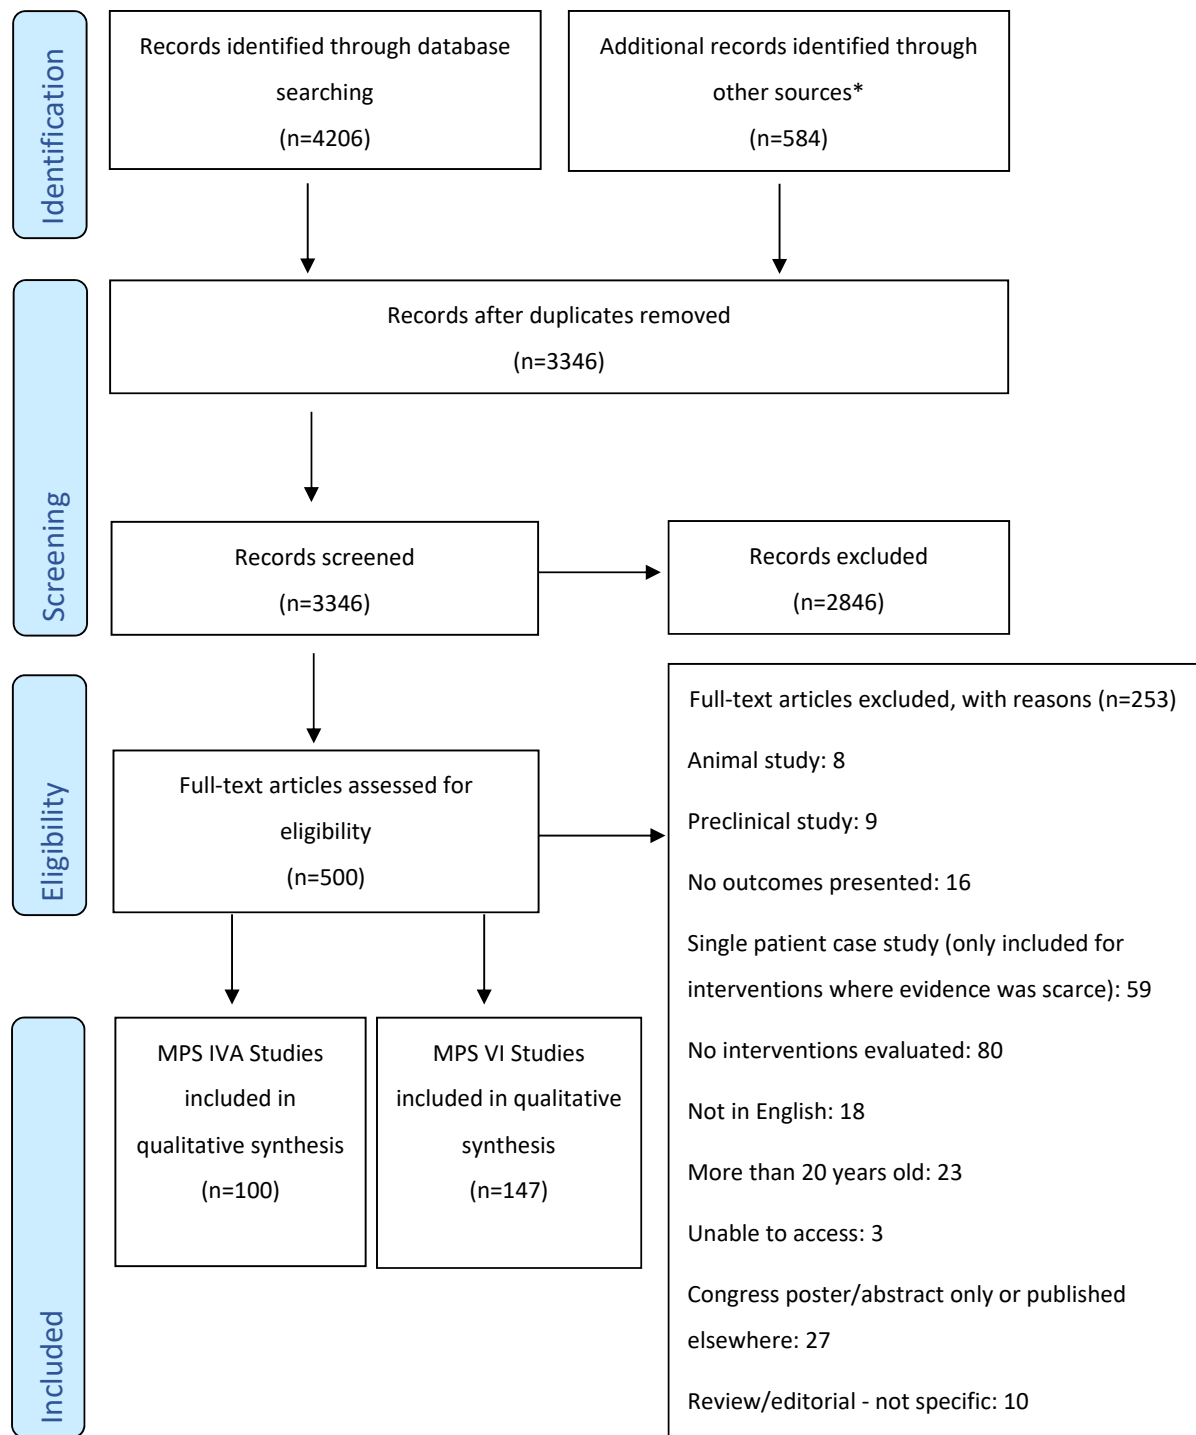 Identification
Records identified through database
searching
(n=4206)
Additional records identified through
other sources*
(n=584)
Screening
Records after duplicates removed
(n=3346)
Records screened
(n=3346)
Records excluded
(n=2846)
Eligibility
Full-text articles assessed for
eligibility
(n=500)
Full-text articles excluded, with reasons (n=253)
Animal study: 8
Preclinical study: 9
No outcomes presented: 16
Single patient case study (only included for
interventions where evidence was scarce): 59
No interventions evaluated: 80
Not in English: 18
More than 20 years old: 23
Unable to access: 3
Congress poster/abstract only or published
elsewhere: 27
Review/editorial - not specific: 10
Included
MPS IVA Studies
included in
qualitative synthesis
(n=100)
MPS VI Studies
included in qualitative
synthesis
(n=147)